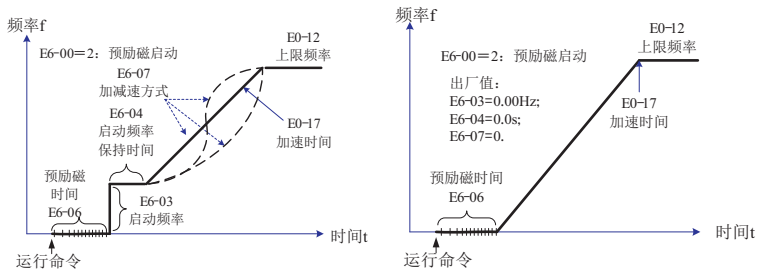 频率f
E0-12
上限频率
E6-00=2：预励磁启动
E6-07
加减速方式
E6-04
启动频率
保持时间
E0-17
加速时间
预励磁
时间
E6-06
E6-03
启动频率
时间t
运行命令
频率f
E0-12
上限频率
E6-00=2：预励磁启动
出厂值：
E6-03=0.00Hz;
E6-04=0.0s;
E6-07=0.
E0-17
加速时间
预励磁时间
E6-06
时间t
运行命令